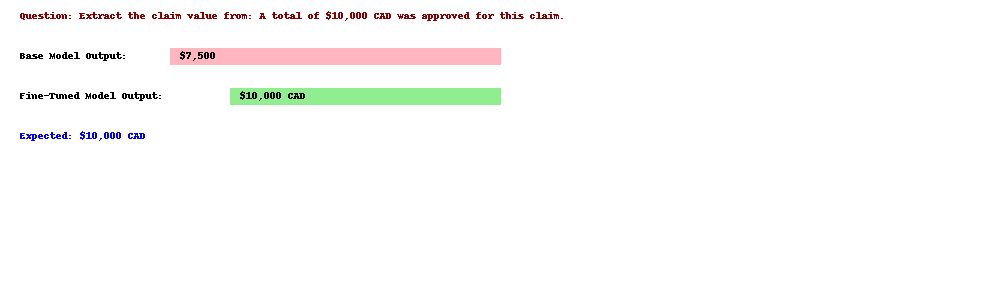 Question: Extract the claim value from: A total of $10,000 CAD was approved for this claim.
Base Model Output: $7,500
Fine-Tuned Model Output: $10,000 CAD
Expected: $10,000 CAD